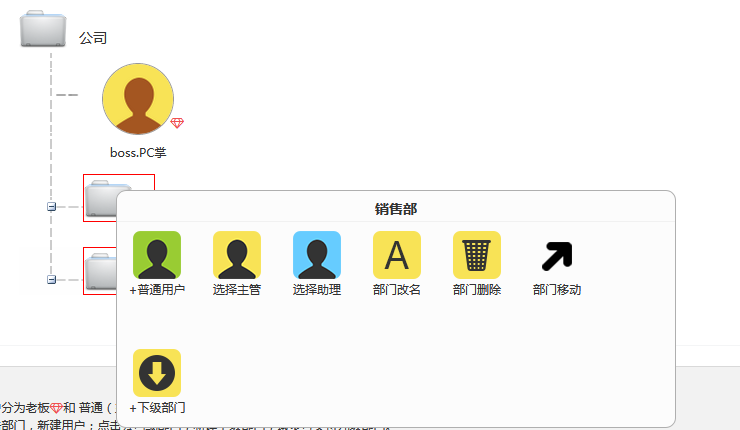 公司
boss.PC掌
销售部
+普通用户
选择主管
选择助理
部门改名
部门删除
部门移动
+下级部门
分为老板和 普通（
部门，新建用户：点击